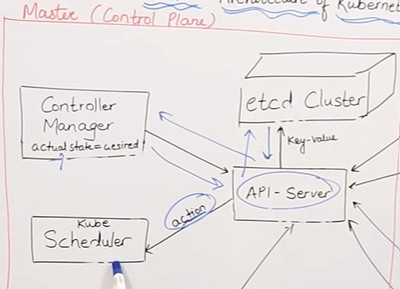 Architecture of Kubernet
Master (Control Plane)
etcd Cluster
Controller
Manager
actual state = desired
Key-value
API-Server
action
Kube
Scheduler